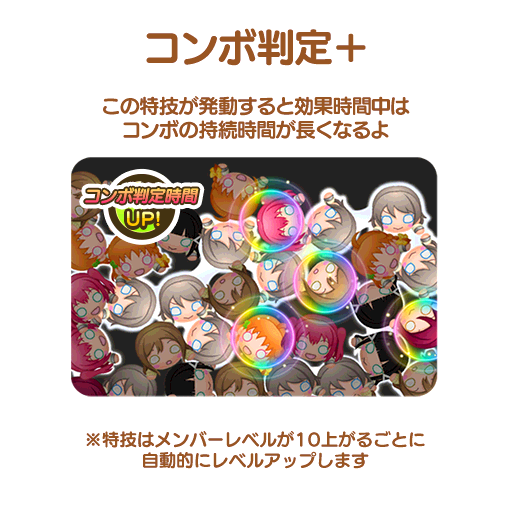 コンボ判定＋
この特技が発動すると効果時間中は
コンボの持続時間が長くなるよ
コンボ判定時間
UP!
※特技はメンバーレベルが10上がるごとに
自動的にレベルアップします